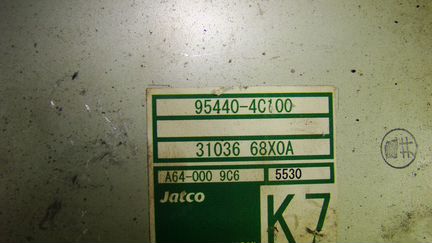 95440-4C100
31036 68X0A
A64-000 9C6 5530
Jatco
K7